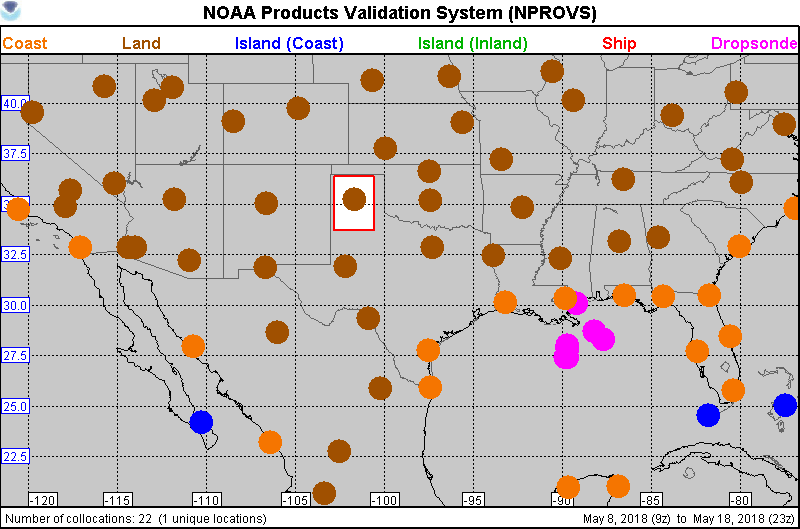 NOAA Products Validation System (NPROVS)
Coast Land Island (Coast) Island (Inland) Ship Dropsonde
40.0
37.5
32.5
30.0
27.5
25.0
22.5
-120 -115 -110 -105 -100 -95 -90 -85 -80
Number of collocations: 22 (1 unique locations) May 8, 2018 (9z) to May 18, 2018 (23z)